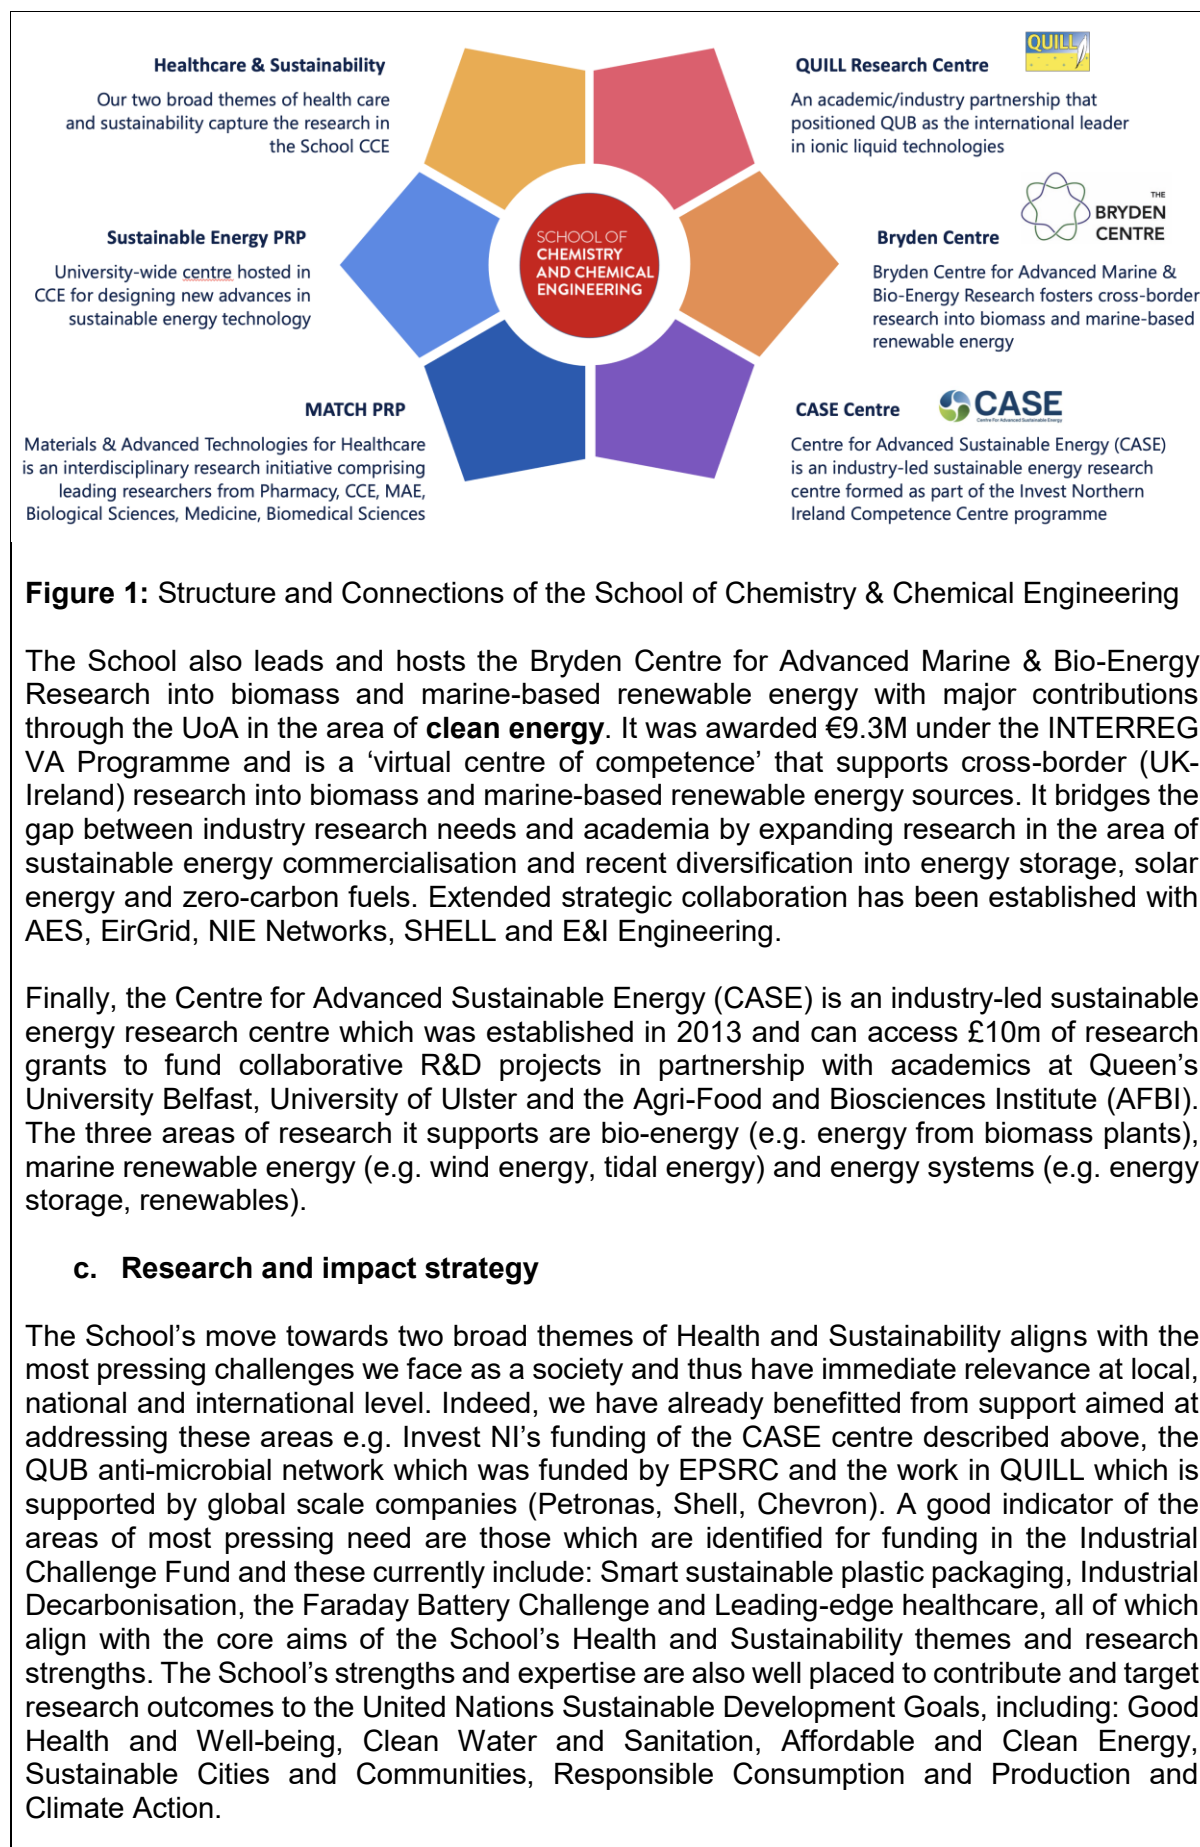 Healthcare & Sustainability
Our two broad themes of health care
and sustainability capture the research in
the School CCE
Sustainable Energy PRP
University-wide centre hosted in
CCE for designing new advances in
sustainable energy technology
MATCH PRP
Materials & Advanced Technologies for Healthcare
is an interdisciplinary research initiative comprising
leading researchers from Pharmacy, CCE, MAE,
Biological Sciences, Medicine, Biomedical Sciences
SCHOOL OF
CHEMISTRY
AND CHEMICAL
ENGINEERING
QUILL Research Centre
QUILL
An academic/industry partnership that
positioned QUB as the international leader
in ionic liquid technologies
Bryden Centre
THE
BRYDEN
CENTRE
Bryden Centre for Advanced Marine &
Bio-Energy Research fosters cross-border
research into biomass and marine-based
renewable energy
CASE Centre
CASE
Centre For Advanced Sustainable Energy
Centre for Advanced Sustainable Energy (CASE)
is an industry-led sustainable energy research
centre formed as part of the Invest Northern
Ireland Competence Centre programme
Figure 1: Structure and Connections of the School of Chemistry & Chemical Engineering
The School also leads and hosts the Bryden Centre for Advanced Marine & Bio-Energy
Research into biomass and marine-based renewable energy with major contributions
through the UoA in the area of clean energy. It was awarded €9.3M under the INTERREG
VA Programme and is a ‘virtual centre of competence’ that supports cross-border (UK-
Ireland) research into biomass and marine-based renewable energy sources. It bridges the
gap between industry research needs and academia by expanding research in the area of
sustainable energy commercialisation and recent diversification into energy storage, solar
energy and zero-carbon fuels. Extended strategic collaboration has been established with
AES, EirGrid, NIE Networks, SHELL and E&I Engineering.
Finally, the Centre for Advanced Sustainable Energy (CASE) is an industry-led sustainable
energy research centre which was established in 2013 and can access £10m of research
grants to fund collaborative R&D projects in partnership with academics at Queen’s
University Belfast, University of Ulster and the Agri-Food and Biosciences Institute (AFBI).
The three areas of research it supports are bio-energy (e.g. energy from biomass plants),
marine renewable energy (e.g. wind energy, tidal energy) and energy systems (e.g. energy
storage, renewables).
c. Research and impact strategy
The School’s move towards two broad themes of Health and Sustainability aligns with the
most pressing challenges we face as a society and thus have immediate relevance at local,
national and international level. Indeed, we have already benefitted from support aimed at
addressing these areas e.g. Invest NI’s funding of the CASE centre described above, the
QUB anti-microbial network which was funded by EPSRC and the work in QUILL which is
supported by global scale companies (Petronas, Shell, Chevron). A good indicator of the
areas of most pressing need are those which are identified for funding in the Industrial
Challenge Fund and these currently include: Smart sustainable plastic packaging, Industrial
Decarbonisation, the Faraday Battery Challenge and Leading-edge healthcare, all of which
align with the core aims of the School’s Health and Sustainability themes and research
strengths. The School’s strengths and expertise are also well placed to contribute and target
research outcomes to the United Nations Sustainable Development Goals, including: Good
Health and Well-being, Clean Water and Sanitation, Affordable and Clean Energy,
Sustainable Cities and Communities, Responsible Consumption and Production and
Climate Action.